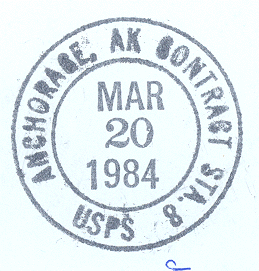 ANCHORAGE, AK CONTRACT STA. 8
MAR
20
1984
USPS